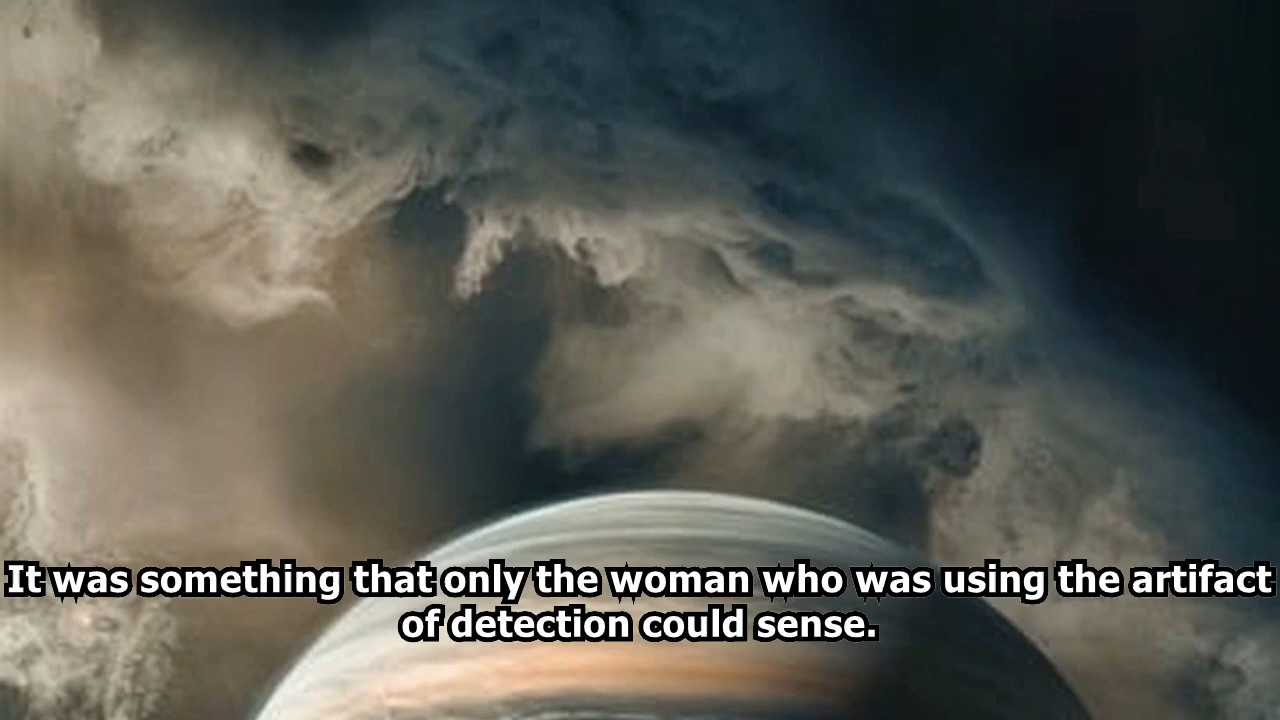 It was something that only the woman who was using the artifact
of detection could sense.